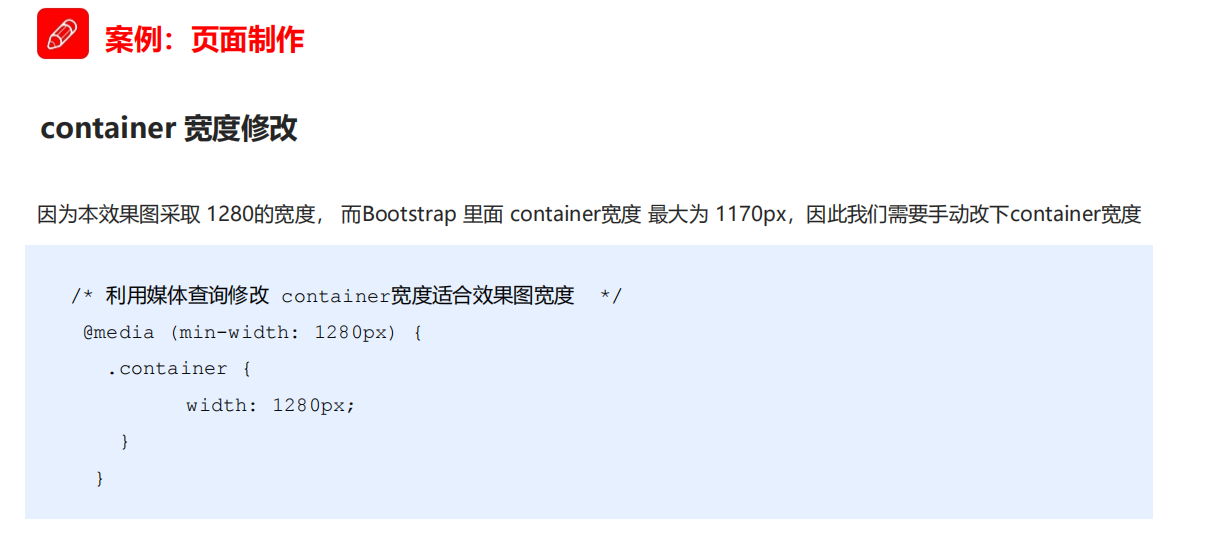 案例：页面制作
container 宽度修改
因为本效果图采取 1280的宽度， 而Bootstrap 里面 container宽度 最大为 1170px，因此我们需要手动改下container宽度
/* 利用媒体查询修改 container宽度适合效果图宽度  */
@media (min-width: 1280px) {
.container {
width: 1280px;
}
}